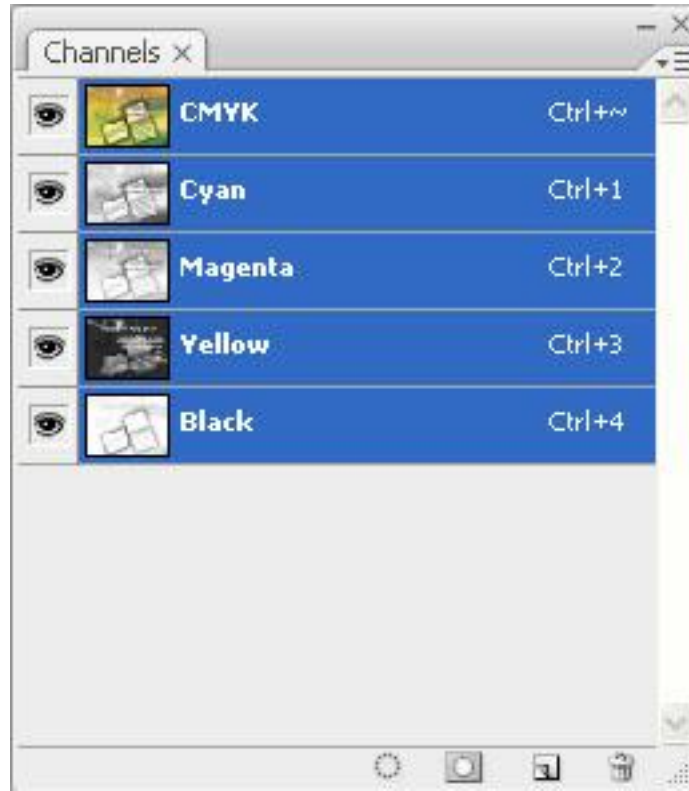 Channels
CMYK Ctrl+~
Cyan Ctrl+1
Magenta Ctrl+2
Yellow Ctrl+3
Black Ctrl+4